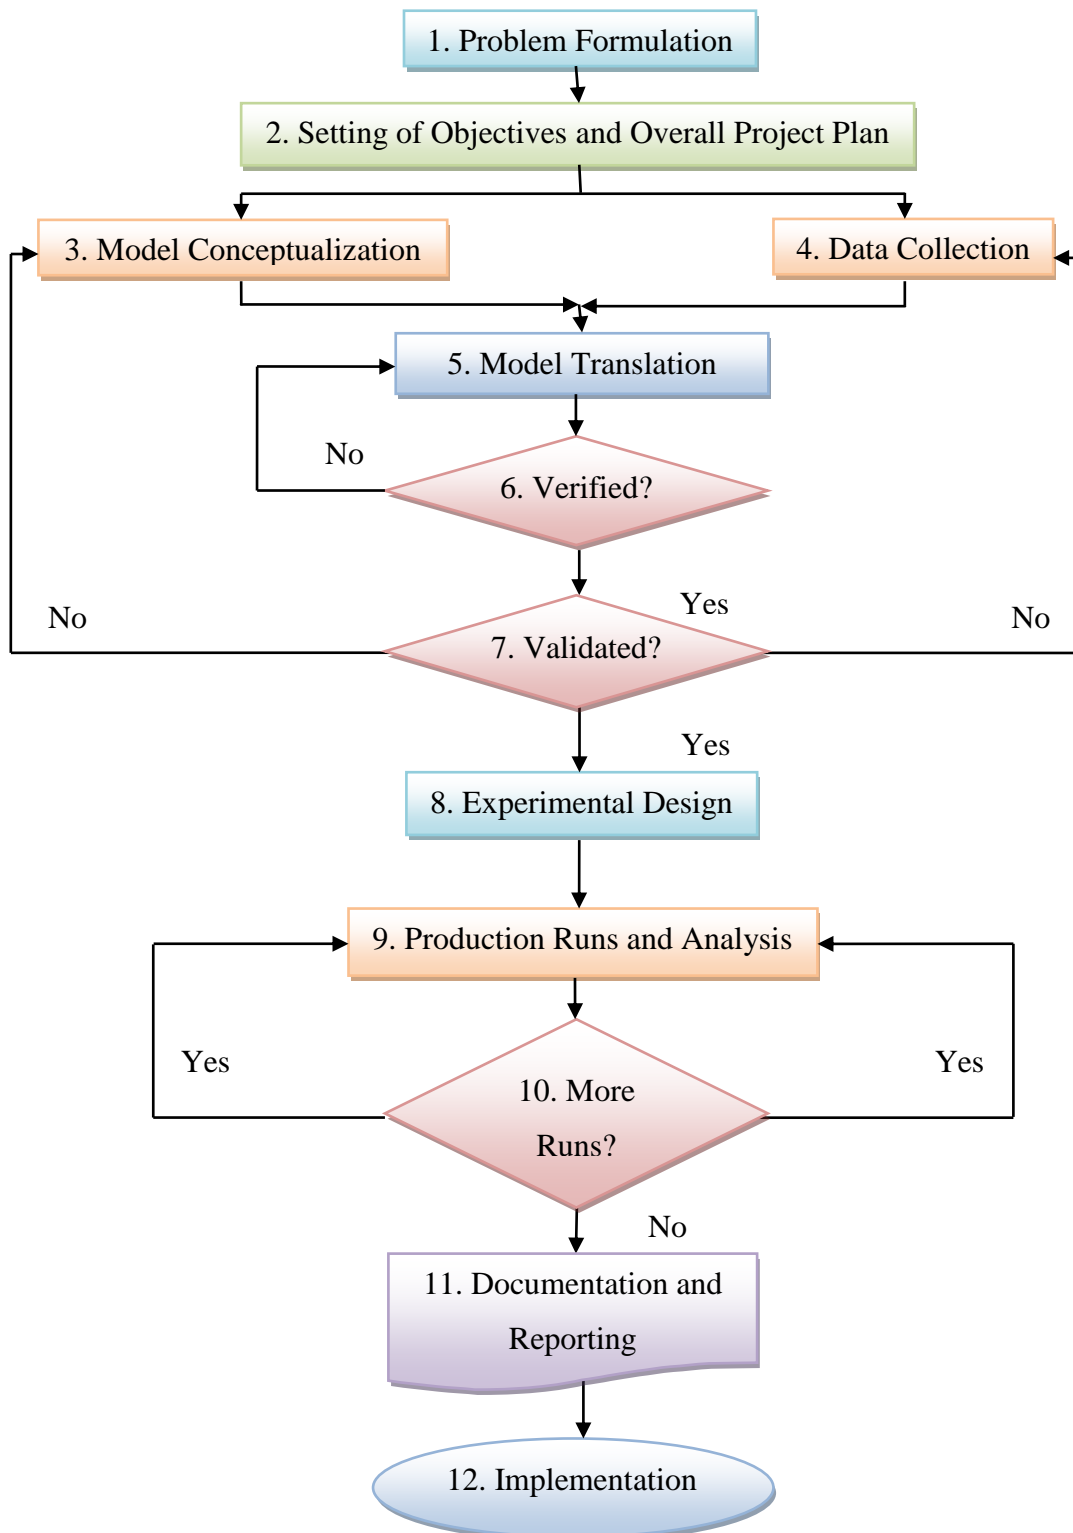 1. Problem Formulation
2. Setting of Objectives and Overall Project Plan
3. Model Conceptualization
4. Data Collection
5. Model Translation
No
6. Verified?
Yes
No
7. Validated?
No
Yes
8. Experimental Design
9. Production Runs and Analysis
Yes
Yes
10. More
Runs?
No
11. Documentation and
Reporting
12. Implementation